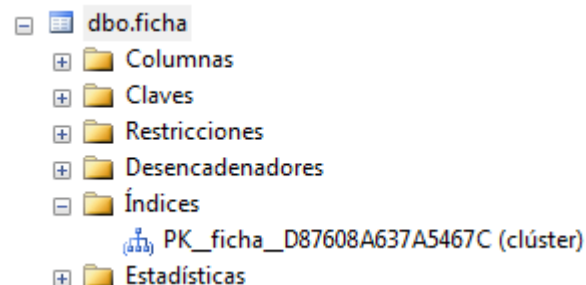 dbo.ficha
Columnas
Claves
Restricciones
Desencadenadores
Índices
PK__ficha__D87608A637A5467C (clúster)
Estadísticas